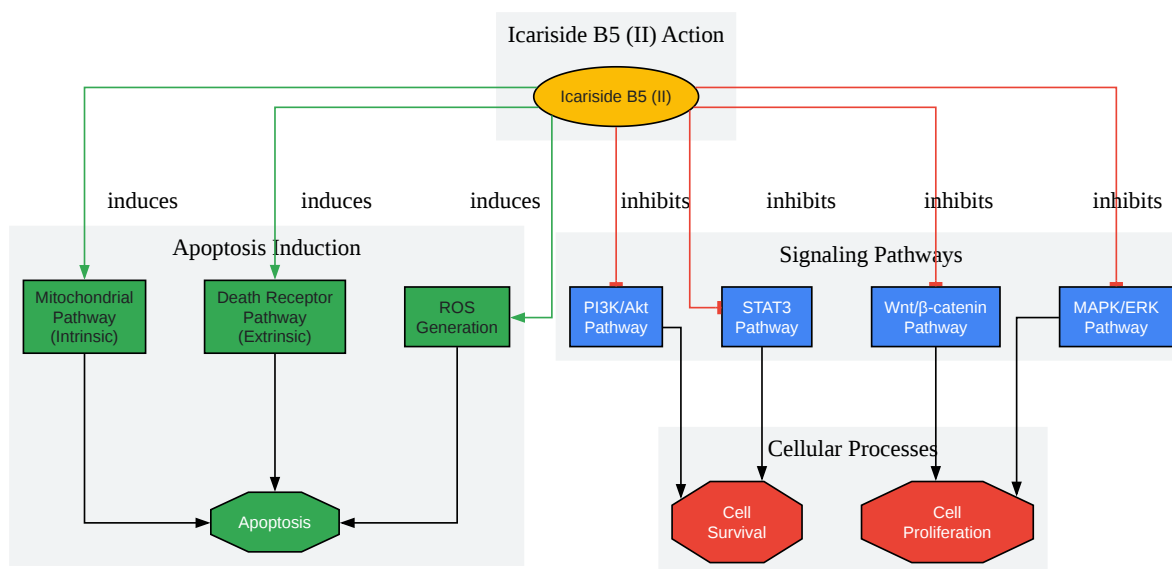 Icariside B5 (II) Action
Icariside B5 (II)
induces
induces
induces
inhibits
inhibits
inhibits
inhibits
Apoptosis Induction
Signaling Pathways
Mitochondrial
Pathway
(Intrinsic)
Death Receptor
Pathway
(Extrinsic)
ROS
Generation
PI3K/Akt
Pathway
STAT3
Pathway
Wnt/β-catenin
Pathway
MAPK/ERK
Pathway
Cellular Processes
Apoptosis
Cell
Survival
Cell
Proliferation